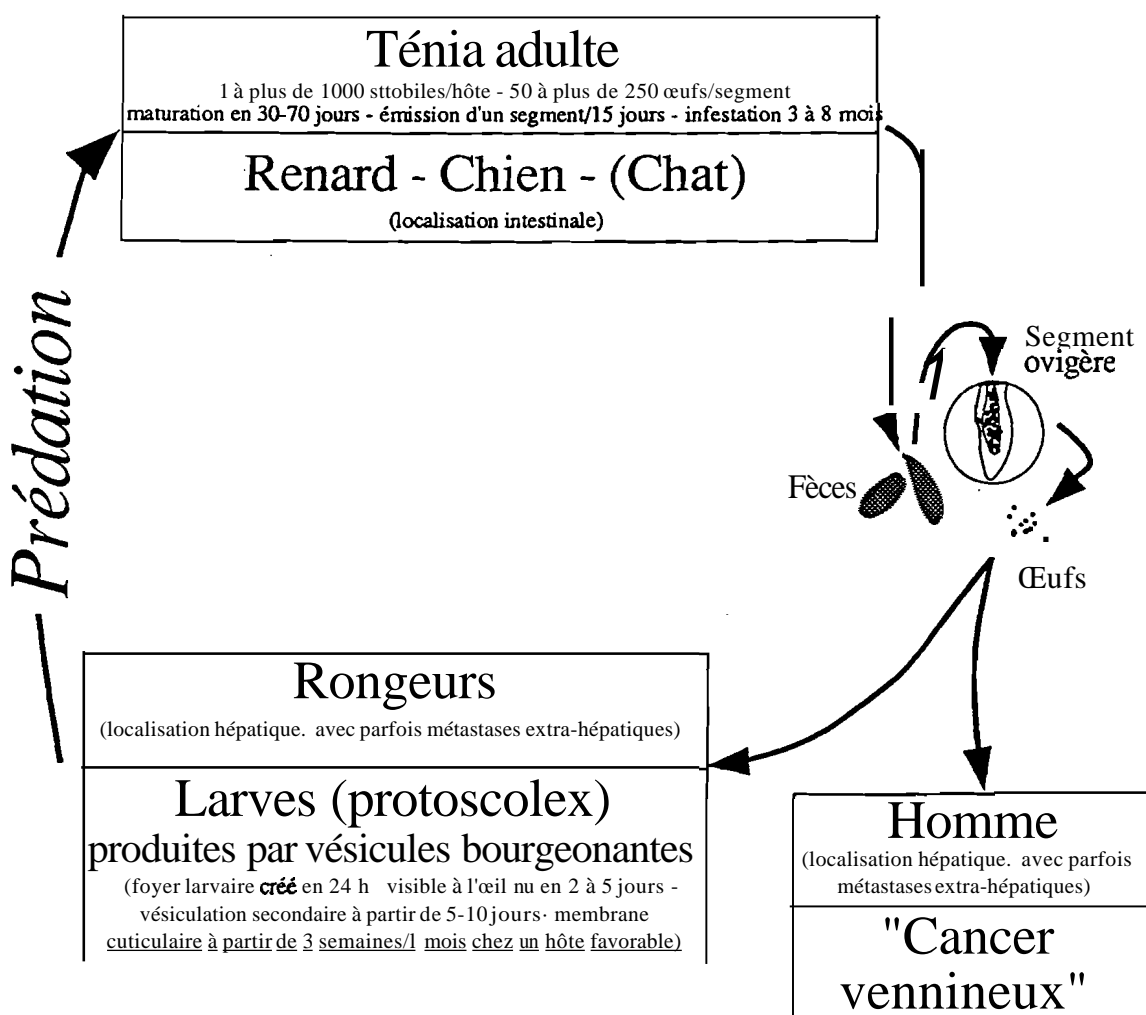 Ténia adulte
1 à plus de 1000 sttobiles/hôte - 50 à plus de 250 œufs/segment
maturation en 30-70 jours - émission d'un segment/15 jours - infestation 3 à 8 mois
Renard - Chien - (Chat)
(localisation intestinale)
Prédation
Segment
ovigère
Fèces
Œufs
Rongeurs
(localisation hépatique. avec parfois métastases extra-hépatiques)
Larves (protoscolex)
produites par vésicules bourgeonantes
(foyer larvaire créé en 24 h visible à l'œil nu en 2 à 5 jours -
vésiculation secondaire à partir de 5-10 jours· membrane
cuticulaire à partir de 3 semaines/l mois chez un hôte favorable)
Homme
(localisation hépatique. avec parfois
métastases extra-hépatiques)
"Cancer
vennineux"